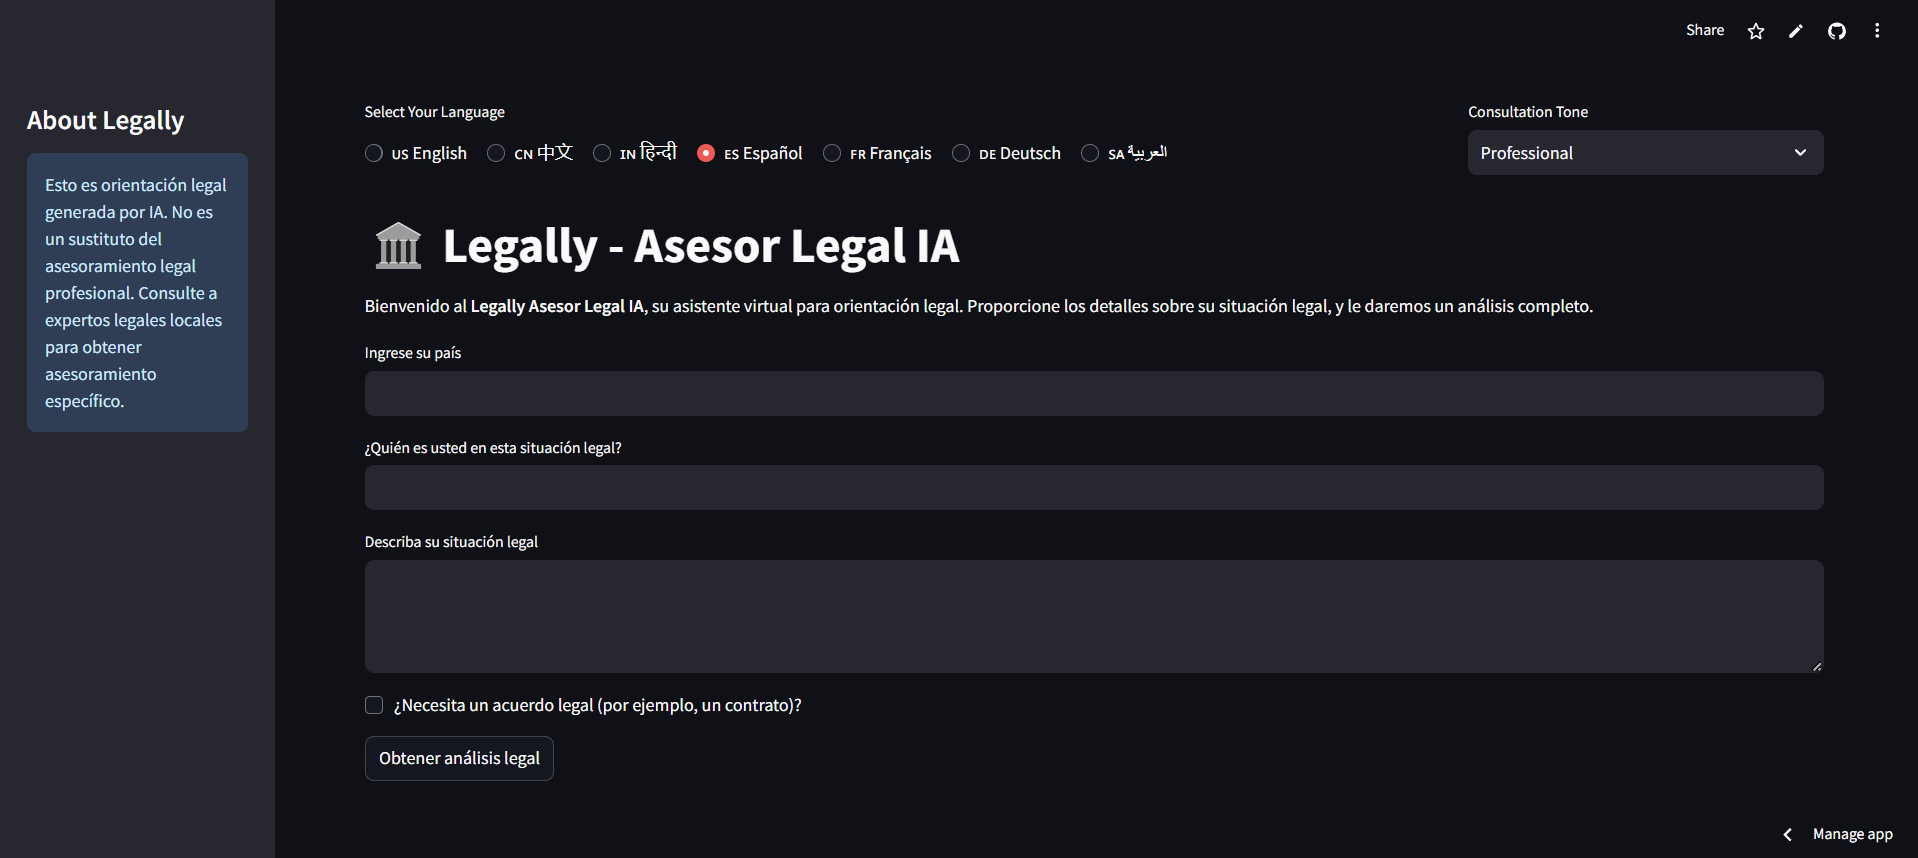 Share
About Legally
Esto es orientación legal
generada por IA. No es
un sustituto del
asesoramiento legal
profesional. Consulte a
expertos legales locales
para obtener
asesoramiento
específico.
Select Your Language
US English CN 中文 IN हिन्दी ES Español FR Français DE Deutsch SA العربية
Consultation Tone
Professional
Legally - Asesor Legal IA
Bienvenido al Legally Asesor Legal IA, su asistente virtual para orientación legal. Proporcione los detalles sobre su situación legal, y le daremos un análisis completo.
Ingrese su país
¿Quién es usted en esta situación legal?
Describa su situación legal
¿Necesita un acuerdo legal (por ejemplo, un contrato)?
Obtener análisis legal
Manage app